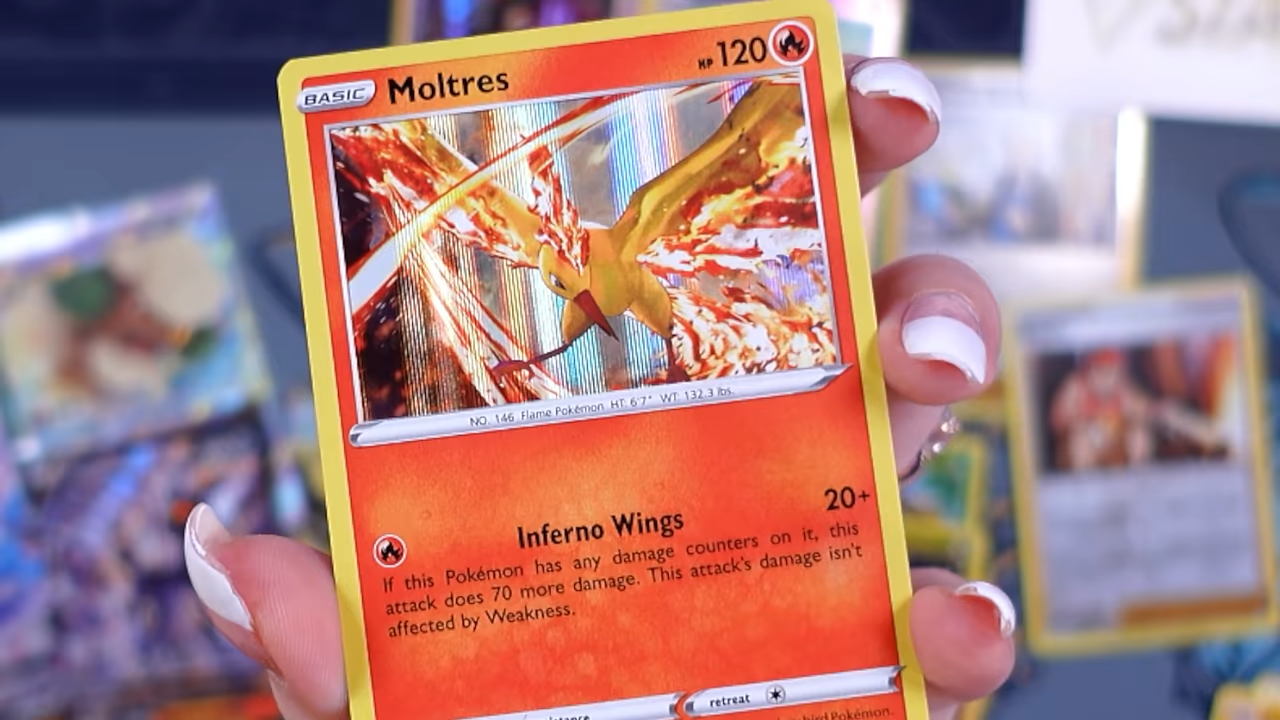 BASIC Moltres HP 120
NO. 146 Flame Pokémon HT: 6'7" WT: 132.3 lbs.
Inferno Wings 20+
If this Pokémon has any damage counters on it, this
attack does 70 more damage. This attack's damage isn't
affected by Weakness.
retreat
Pokémon.